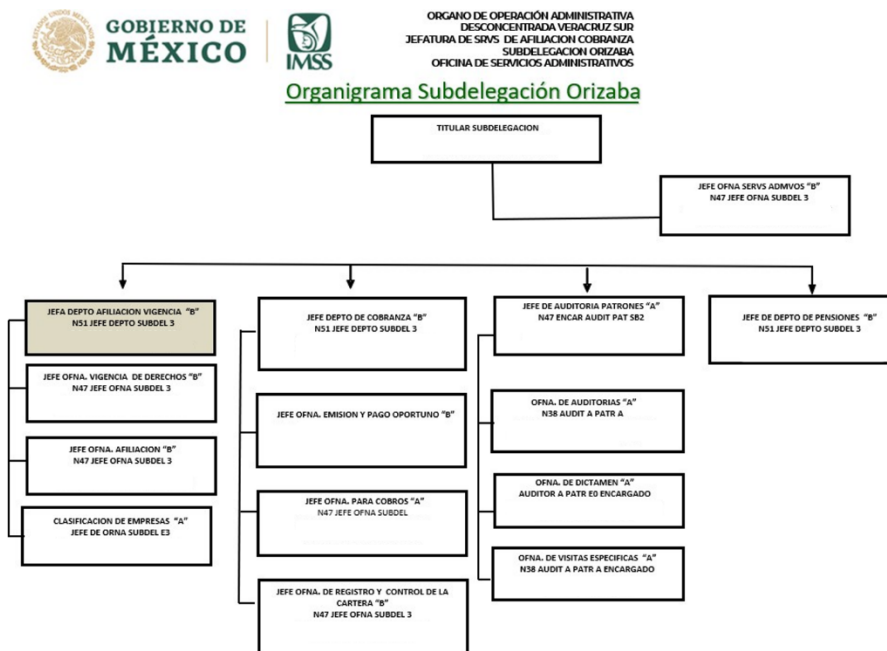 GOBIERNO DE
MÉXICO
IMSS
ORGANO DE OPERACIÓN ADMINISTRATIVA
DESCONCENTRADA VERACRUZ SUR
JEFATURA DE SRVS DE AFILIACION COBRANZA
SUBDELEGACION ORIZABA
OFICINA DE SERVICIOS ADMINISTRATIVOS
Organigrama Subdelegación Orizaba
TITULAR SUBDELEGACION
JEFE OFNA SERVS ADMVOS "B"
N47 JEFE OFNA SUBDEL 3
JEFA DEPTO AFILIACION VIGENCIA "B"
N51 JEFE DEPTO SUBDEL 3
JEFE OFNA. VIGENCIA DE DERECHOS "B"
N47 JEFE OFNA SUBDEL 3
JEFE OFNA. AFILIACION "B"
N47 JEFE OFNA SUBDEL 3
CLASIFICACION DE EMPRESAS "A"
JEFE DE ORNA SUBDEL E3
JEFE DEPTO DE COBRANZA "B"
N51 JEFE DEPTO SUBDEL 3
JEFE OFNA. EMISION Y PAGO OPORTUNO "B"
JEFE OFNA. PARA COBROS "A"
N47 JEFE OFNA SUBDEL
JEFE OFNA. DE REGISTRO Y CONTROL DE LA
CARTERA "B"
N47 JEFE OFNA SUBDEL 3
JEFE DE AUDITORIA PATRONES "A"
N47 ENCAR AUDIT PAT SB2
OFNA. DE AUDITORIAS "A"
N38 AUDIT A PATR A
OFNA. DE DICTAMEN "A"
AUDITOR A PATR E0 ENCARGADO
OFNA. DE VISITAS ESPECIFICAS "A"
N38 AUDIT A PATR A ENCARGADO
JEFE DE DEPTO DE PENSIONES "B"
N51 JEFE DEPTO SUBDEL 3